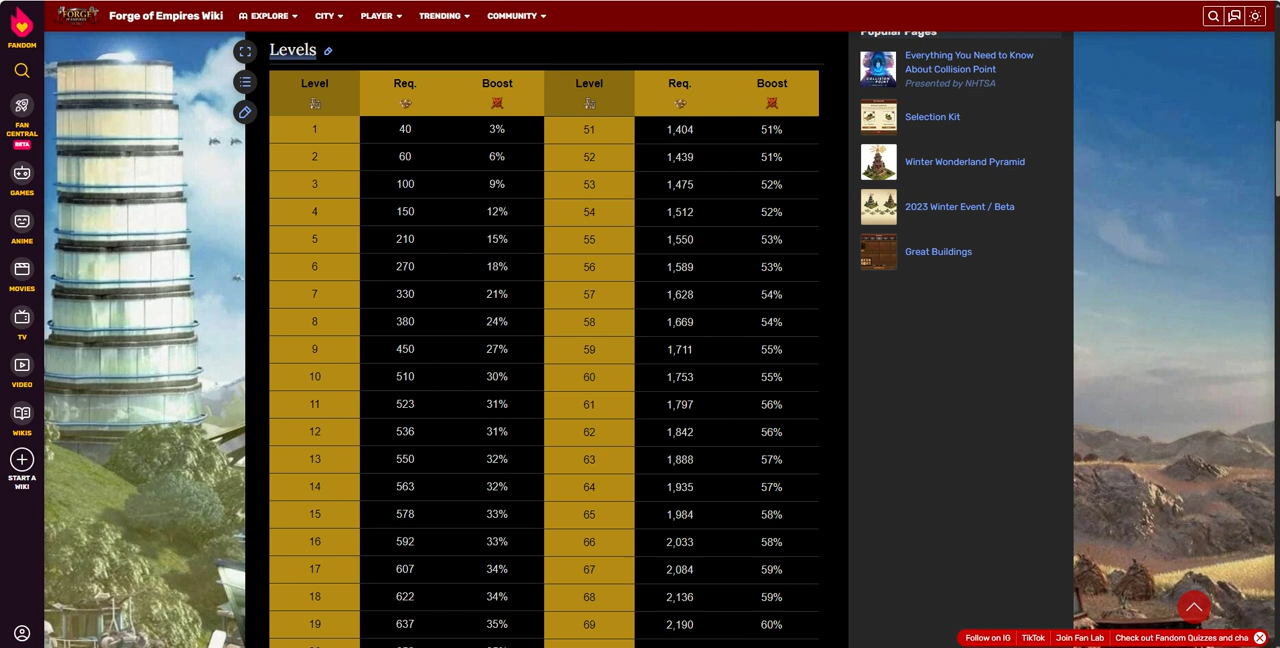 FORGE
OF EMPIRES
Forge of Empires Wiki
EXPLORE
CITY
PLAYER
TRENDING
COMMUNITY
FANDOM
FAN
CENTRAL
BETA
GAMES
ANIME
MOVIES
TV
VIDEO
WIKIS
START A
WIKI
Levels
Level Req. Boost Level Req. Boost
1 40 3% 51 1,404 51%
2 60 6% 52 1,439 51%
3 100 9% 53 1,475 52%
4 150 12% 54 1,512 52%
5 210 15% 55 1,550 53%
6 270 18% 56 1,589 53%
7 330 21% 57 1,628 54%
8 380 24% 58 1,669 54%
9 450 27% 59 1,711 55%
10 510 30% 60 1,753 55%
11 523 31% 61 1,797 56%
12 536 31% 62 1,842 56%
13 550 32% 63 1,888 57%
14 563 32% 64 1,935 57%
15 578 33% 65 1,984 58%
16 592 33% 66 2,033 58%
17 607 34% 67 2,084 59%
18 622 34% 68 2,136 59%
19 637 35% 69 2,190 60%
Popular Pages
Everything You Need to Know
About Collision Point
Presented by NHTSA
Selection Kit
Winter Wonderland Pyramid
2023 Winter Event / Beta
Great Buildings
Follow on IG
TikTok
Join Fan Lab
Check out Fandom Quizzes and cha